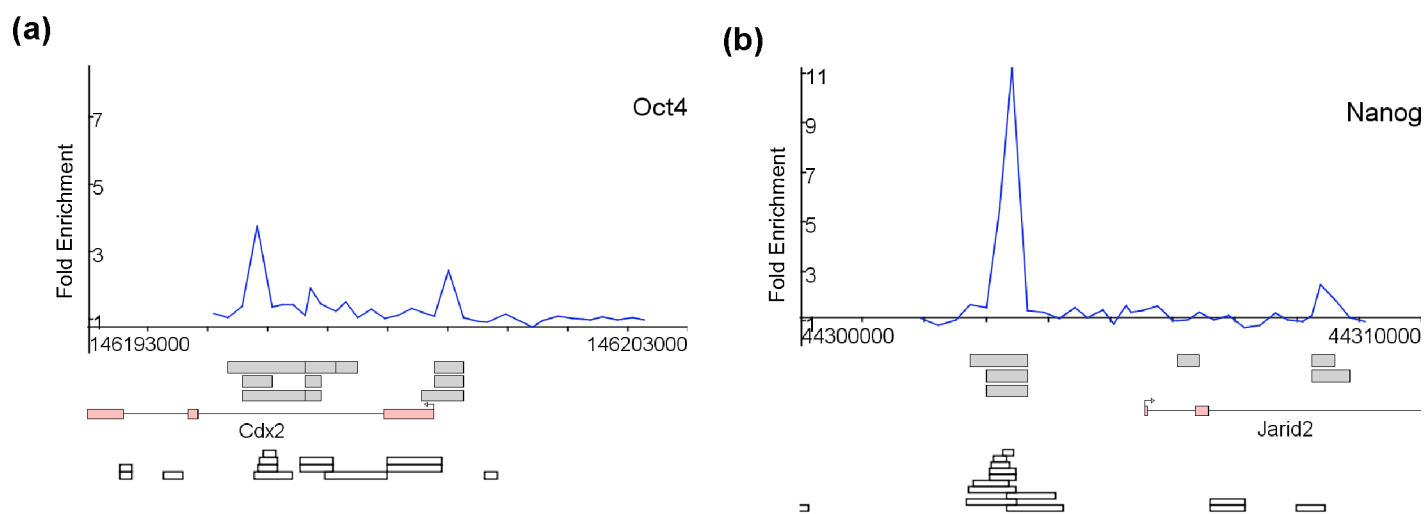 (a)
Oct4
Fold Enrichment
7
5
3
1
146193000
146203000
Cdx2
(b)
Nanog
Fold Enrichment
11
9
7
5
3
1
44300000
44310000
Jarid2